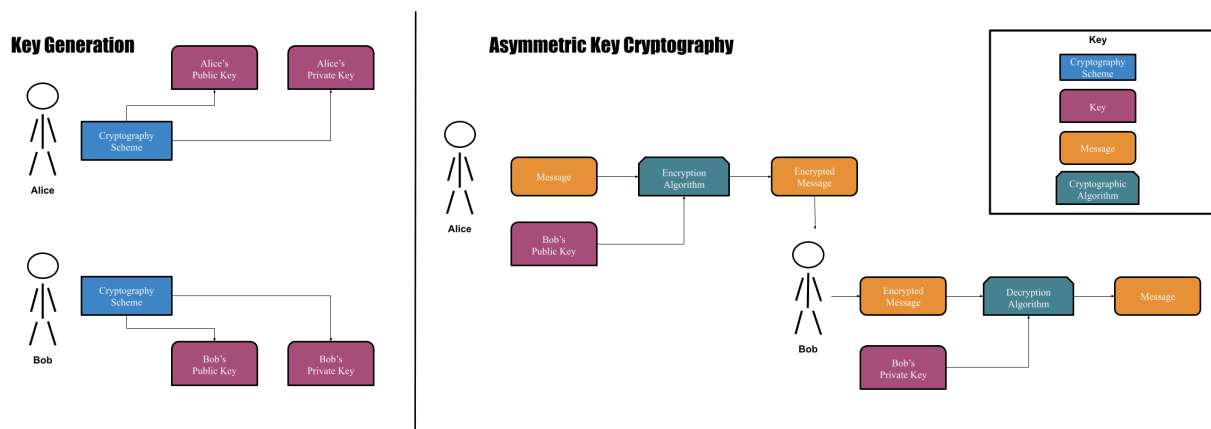 Key Generation
Alice's
Public Key
Alice's
Private Key
Cryptography
Scheme
Alice
Cryptography
Scheme
Bob
Bob's
Public Key
Bob's
Private Key
Asymmetric Key Cryptography
Alice
Message
Encryption
Algorithm
Encrypted
Message
Bob's
Public Key
Bob
Encrypted
Message
Decryption
Algorithm
Message
Bob's
Private Key
Key
Cryptography
Scheme
Key
Message
Cryptographic
Algorithm